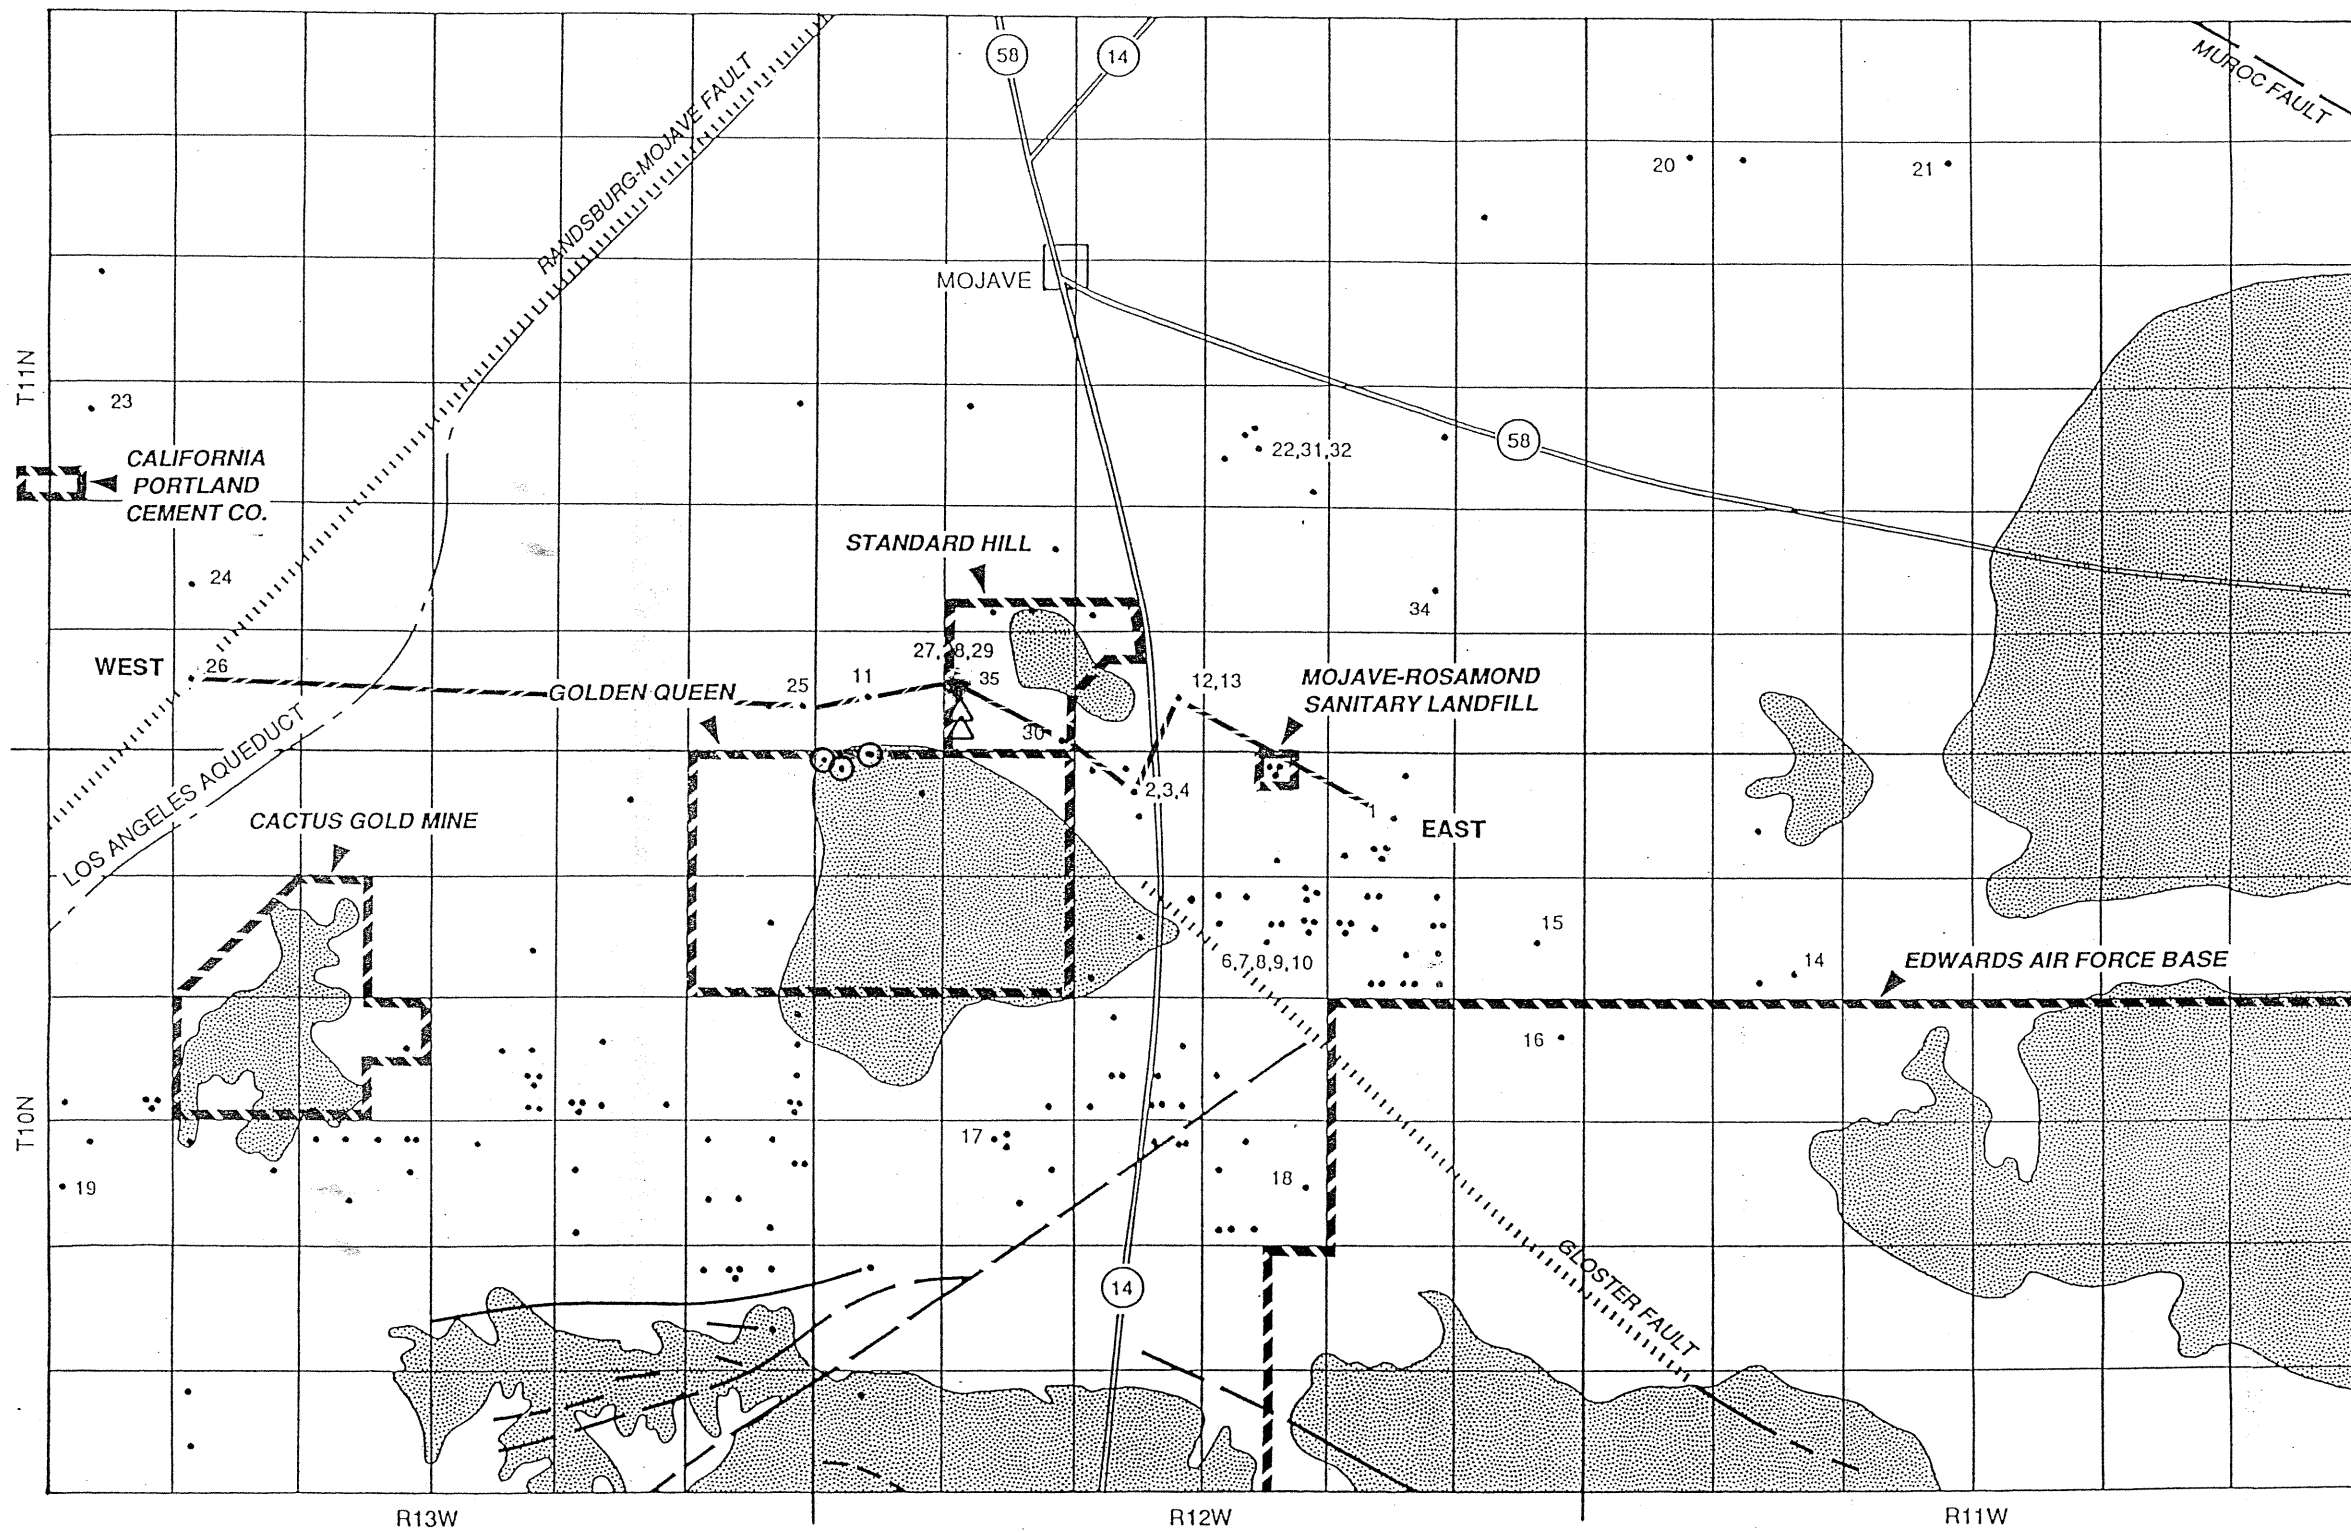 58
14
MUROC FAULT
RANDSBURG-MOJAVE FAULT
20
21
MOJAVE
T11N
23
58
CALIFORNIA
PORTLAND
CEMENT CO.
22,31,32
STANDARD HILL
24
34
27, 8,29
WEST
26
35
11
25
GOLDEN QUEEN
12,13
MOJAVE-ROSAMOND
SANITARY LANDFILL
30
LOS ANGELES AQUEDUCT
2,3,4
1
EAST
CACTUS GOLD MINE
15
6,7,8,9,10
14
EDWARDS AIR FORCE BASE
16
T10N
17
18
19
14
GLOSTER FAULT
R13W
R12W
R11W